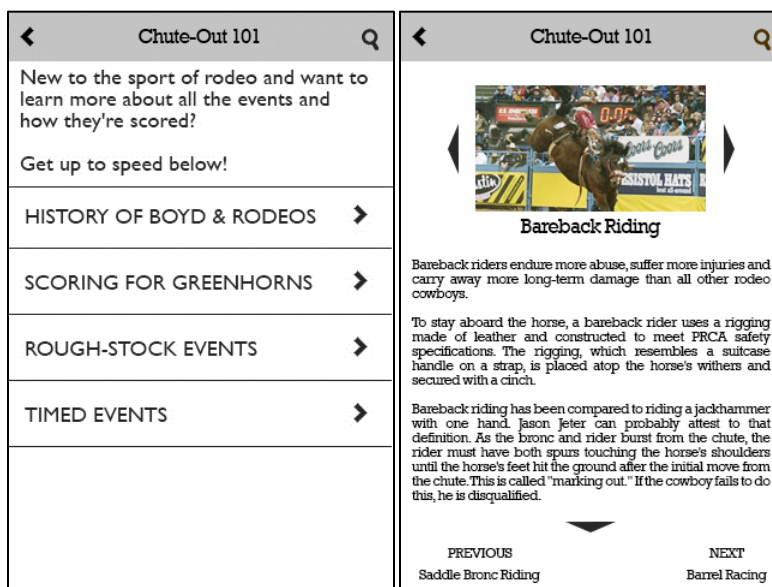 Chute-Out 101
New to the sport of rodeo and want to
learn more about all the events and
how they're scored?
Get up to speed below!
HISTORY OF BOYD & RODEOS
SCORING FOR GREENHORNS
ROUGH-STOCK EVENTS
TIMED EVENTS
Chute-Out 101
0:06
Coors Coors
RESISTOL HATS
Bareback Riding
Bareback riders endure more abuse, suffer more injuries and
carry away more long-term damage than all other rodeo
cowboys.
To stay aboard the horse, a bareback rider uses a rigging
made of leather and constructed to meet PRCA safety
specifications. The rigging, which resembles a suitcase
handle on a strap, is placed atop the horse's withers and
secured with a cinch.
Bareback riding has been compared to riding a jackhammer
with one hand. Jason Jeter can probably attest to that
definition. As the bronc and rider burst from the chute, the
rider must have both spurs touching the horse's shoulders
until the horse's feet hit the ground after the initial move from
the chute. This is called "marking out." If the cowboy fails to do
this, he is disqualified.
PREVIOUS NEXT
Saddle Bronc Riding Barrel Racing